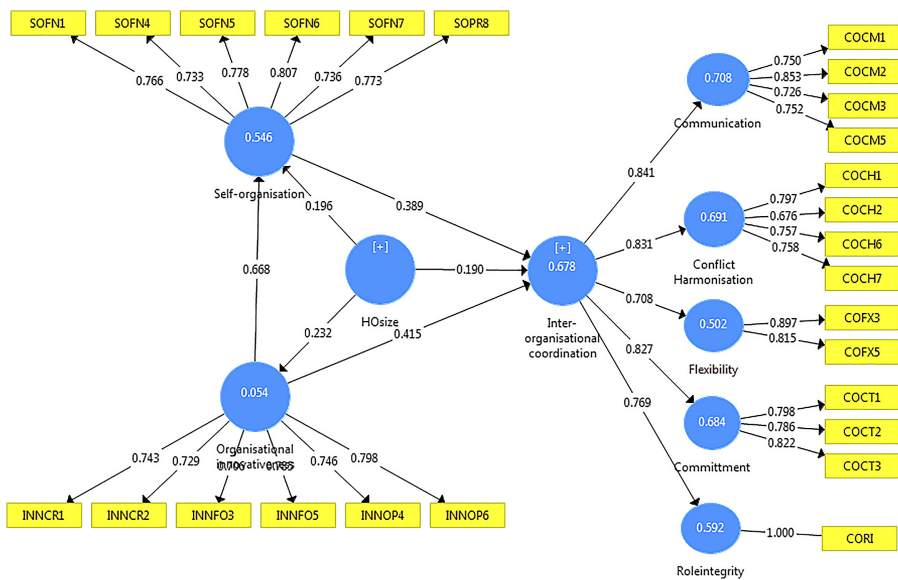 SOFN1 SOFN4 SOFN5 SOFN6 SOFN7 SOPR8
0.766 0.733 0.778 0.807 0.736 0.773
0.546
Self-organisation
0.196
0.389
0.668
[+]
HOsize
0.190
0.232
0.415
0.054
Organisational
0.743 0.729 0.746 0.798
INNCR1 INNCR2 INNFO3 INNFO5 INNOP4 INNOP6
[+]
0.678
Inter-
organisational
coordination
0.841
0.831
0.708
0.827
0.769
0.708
Communication
0.750
0.853
0.726
0.752
COCM1
COCM2
COCM3
COCM5
0.691
Conflict
Harmonisation
0.797
0.676
0.757
0.758
COCH1
COCH2
COCH6
COCH7
0.502
Flexibility
0.897
0.815
COFX3
COFX5
0.684
Committment
0.798
0.786
0.822
COCT1
COCT2
COCT3
0.592
Roleintegrity
1.000
CORI